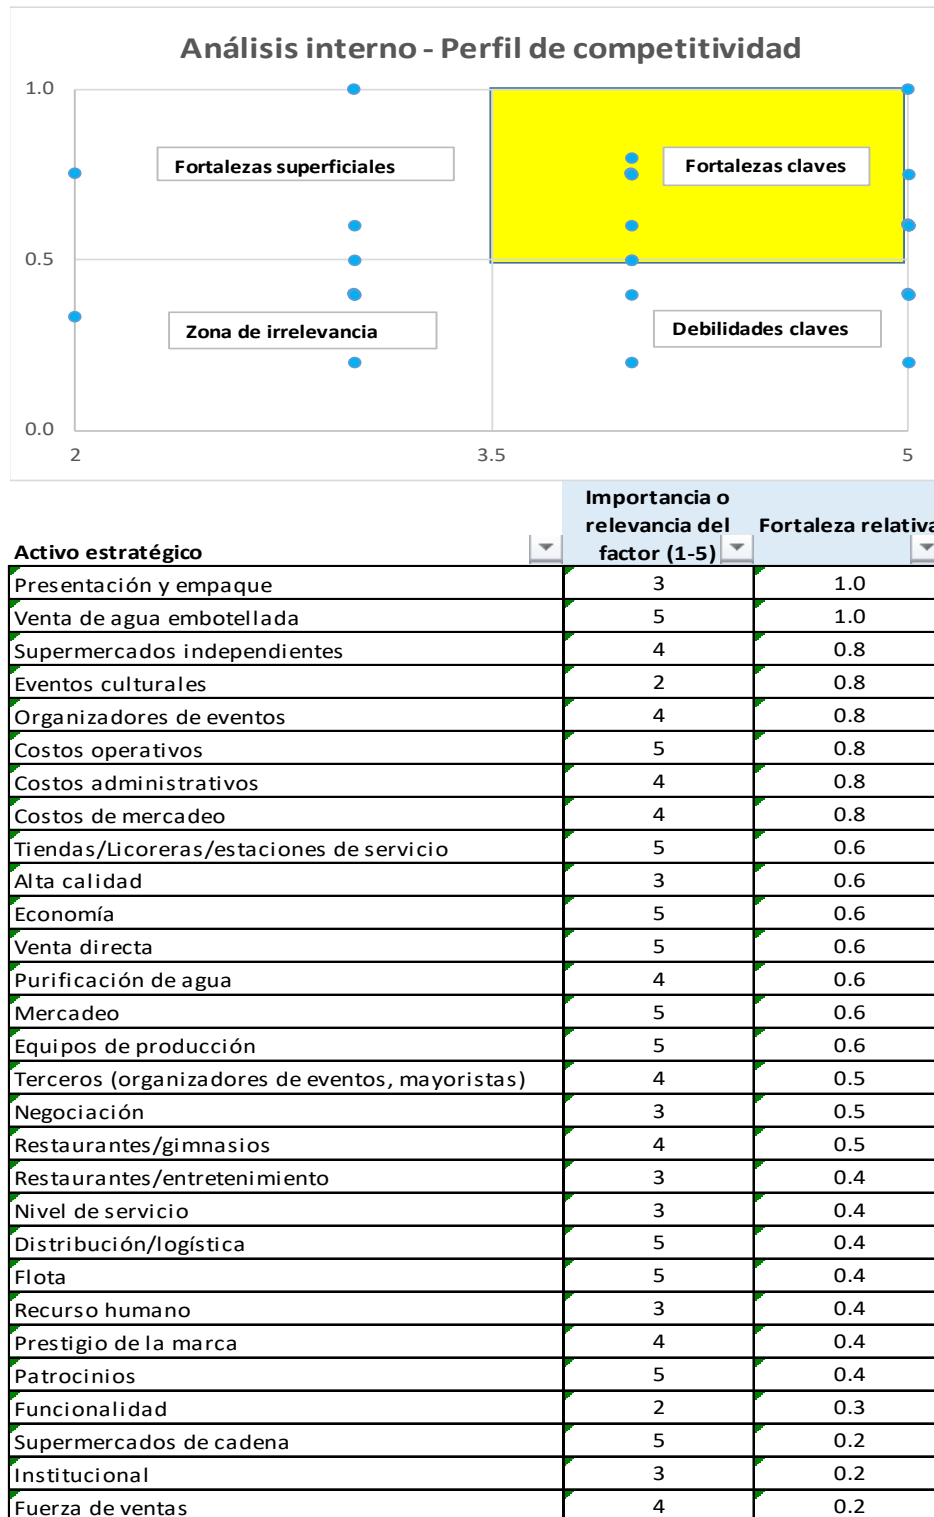 Análisis interno - Perfil de competitividad
1.0
Fortalezas superficiales
Fortalezas claves
0.5
Zona de irrelevancia
Debilidades claves
0.0
2 3.5 5
Importancia o
relevancia del Fortaleza relativa
Activo estratégico factor (1-5)
Presentación y empaque 3 1.0
Venta de agua embotellada 5 1.0
Supermercados independientes 4 0.8
Eventos culturales 2 0.8
Organizadores de eventos 4 0.8
Costos operativos 5 0.8
Costos administrativos 4 0.8
Costos de mercadeo 4 0.8
Tiendas/Licoreras/estaciones de servicio 5 0.6
Alta calidad 3 0.6
Economía 5 0.6
Venta directa 5 0.6
Purificación de agua 4 0.6
Mercadeo 5 0.6
Equipos de producción 5 0.6
Terceros (organizadores de eventos, mayoristas) 4 0.5
Negociación 3 0.5
Restaurantes/gimnasios 4 0.5
Restaurantes/entretenimiento 3 0.4
Nivel de servicio 3 0.4
Distribución/logística 5 0.4
Flota 5 0.4
Recurso humano 3 0.4
Prestigio de la marca 4 0.4
Patrocinios 5 0.4
Funcionalidad 2 0.3
Supermercados de cadena 5 0.2
Institucional 3 0.2
Fuerza de ventas 4 0.2